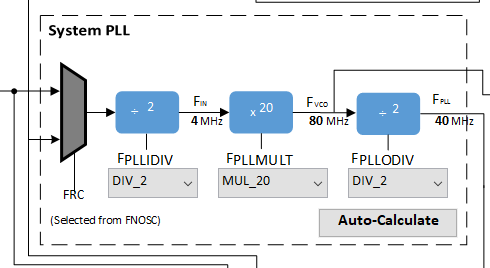 System PLL
÷ 2
FIN
4 MHz
x 20
FVCO
80 MHz
÷ 2
FPLL
40 MHz
FPLLIDIV
FPLLMULT
FPLLODIV
DIV_2
MUL_20
DIV_2
FRC
(Selected from FNOSC)
Auto-Calculate